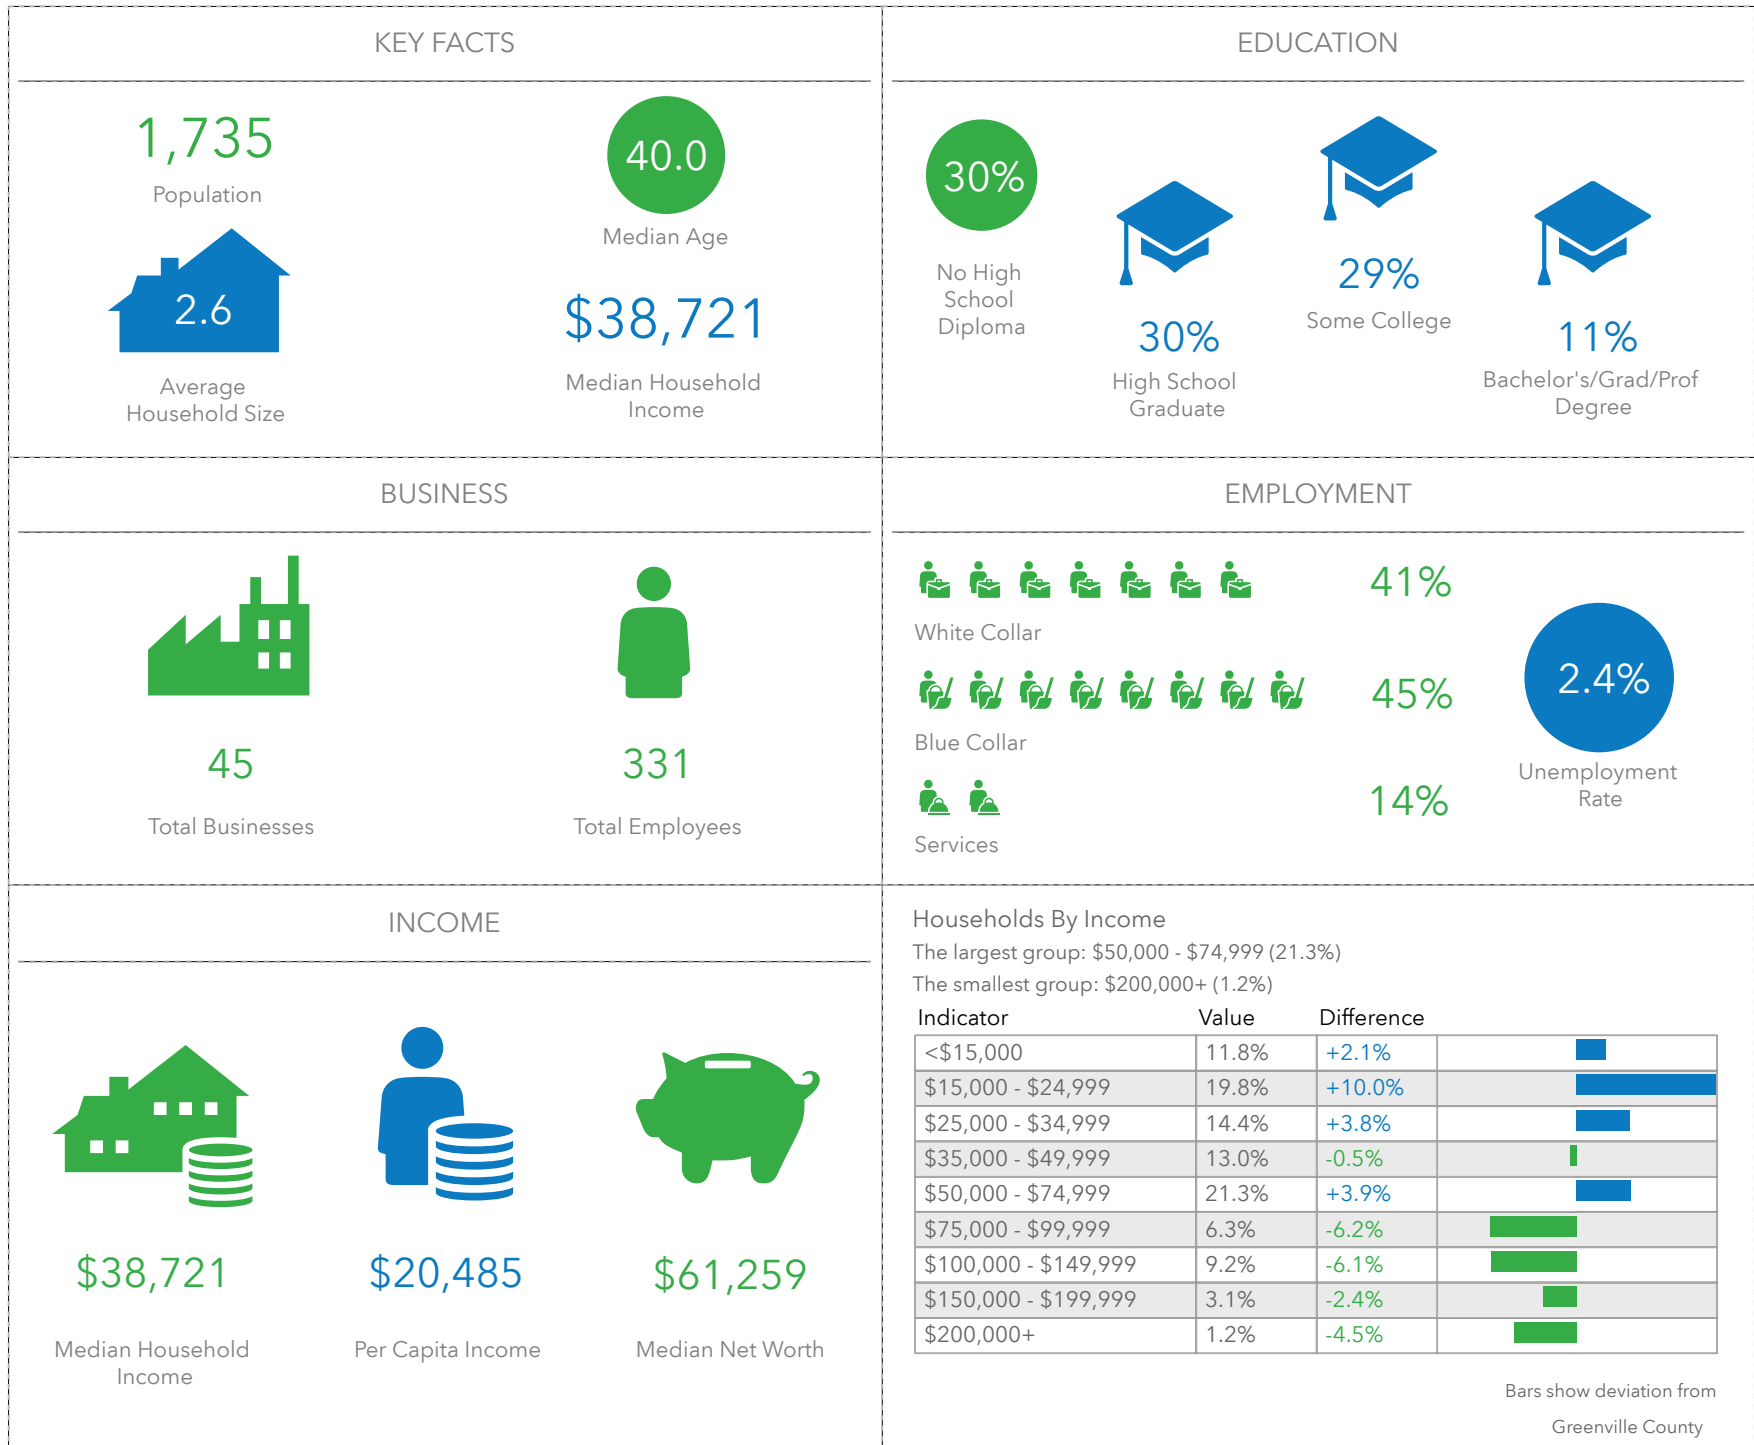 KEY FACTS
1,735
Population
40.0
Median Age
2.6
Average
Household Size
$38,721
Median Household
Income
EDUCATION
30%
No High
School
Diploma
30%
High School
Graduate
29%
Some College
11%
Bachelor's/Grad/Prof
Degree
BUSINESS
45
Total Businesses
331
Total Employees
EMPLOYMENT
41%
White Collar
45%
Blue Collar
14%
Services
2.4%
Unemployment
Rate
INCOME
$38,721
Median Household
Income
$20,485
Per Capita Income
$61,259
Median Net Worth
Households By Income
The largest group: $50,000 - $74,999 (21.3%)
The smallest group: $200,000+ (1.2%)
Indicator Value Difference
<$15,000 11.8% +2.1%
$15,000 - $24,999 19.8% +10.0%
$25,000 - $34,999 14.4% +3.8%
$35,000 - $49,999 13.0% -0.5%
$50,000 - $74,999 21.3% +3.9%
$75,000 - $99,999 6.3% -6.2%
$100,000 - $149,999 9.2% -6.1%
$150,000 - $199,999 3.1% -2.4%
$200,000+ 1.2% -4.5%
Bars show deviation from
Greenville County